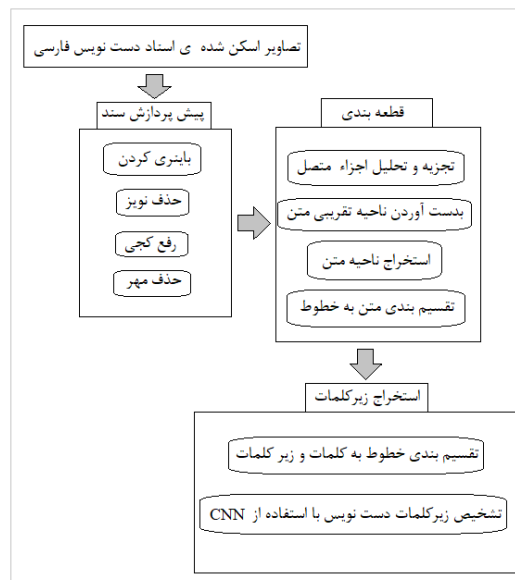 تصاویر اسکن شده ی اسناد دست نویس فارسی
پیش پردازش سند
باینری کردن
حذف نویز
رفع کجی
حذف مهر
قطعه بندی
تجزیه و تحلیل اجزاء متصل
بدست آوردن ناحیه تقریبی متن
استخراج ناحیه متن
تقسیم بندی متن به خطوط
استخراج زیرکلمات
تقسیم بندی خطوط به کلمات و زیر کلمات
تشخیص زیرکلمات دست نویس با استفاده از CNN